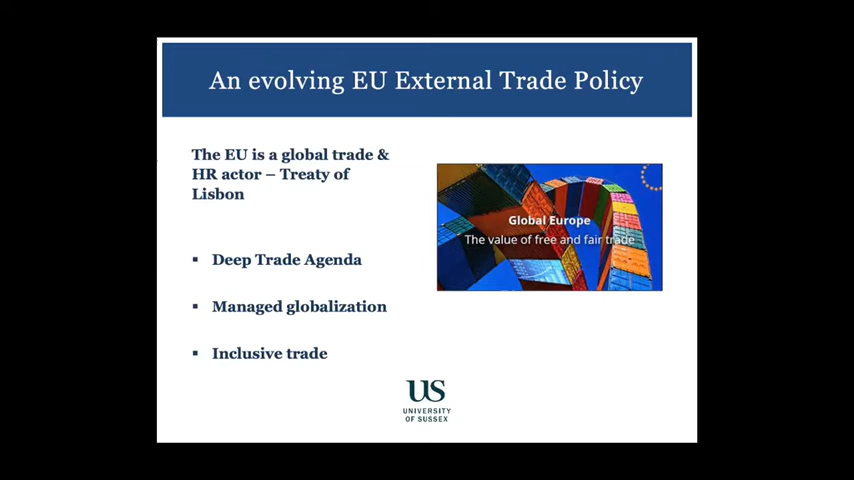 An evolving EU External Trade Policy
The EU is a global trade &
HR actor – Treaty of
Lisbon
▪ Deep Trade Agenda
▪ Managed globalization
▪ Inclusive trade
Global Europe
The value of free and fair trade
US
UNIVERSITY
OF SUSSEX